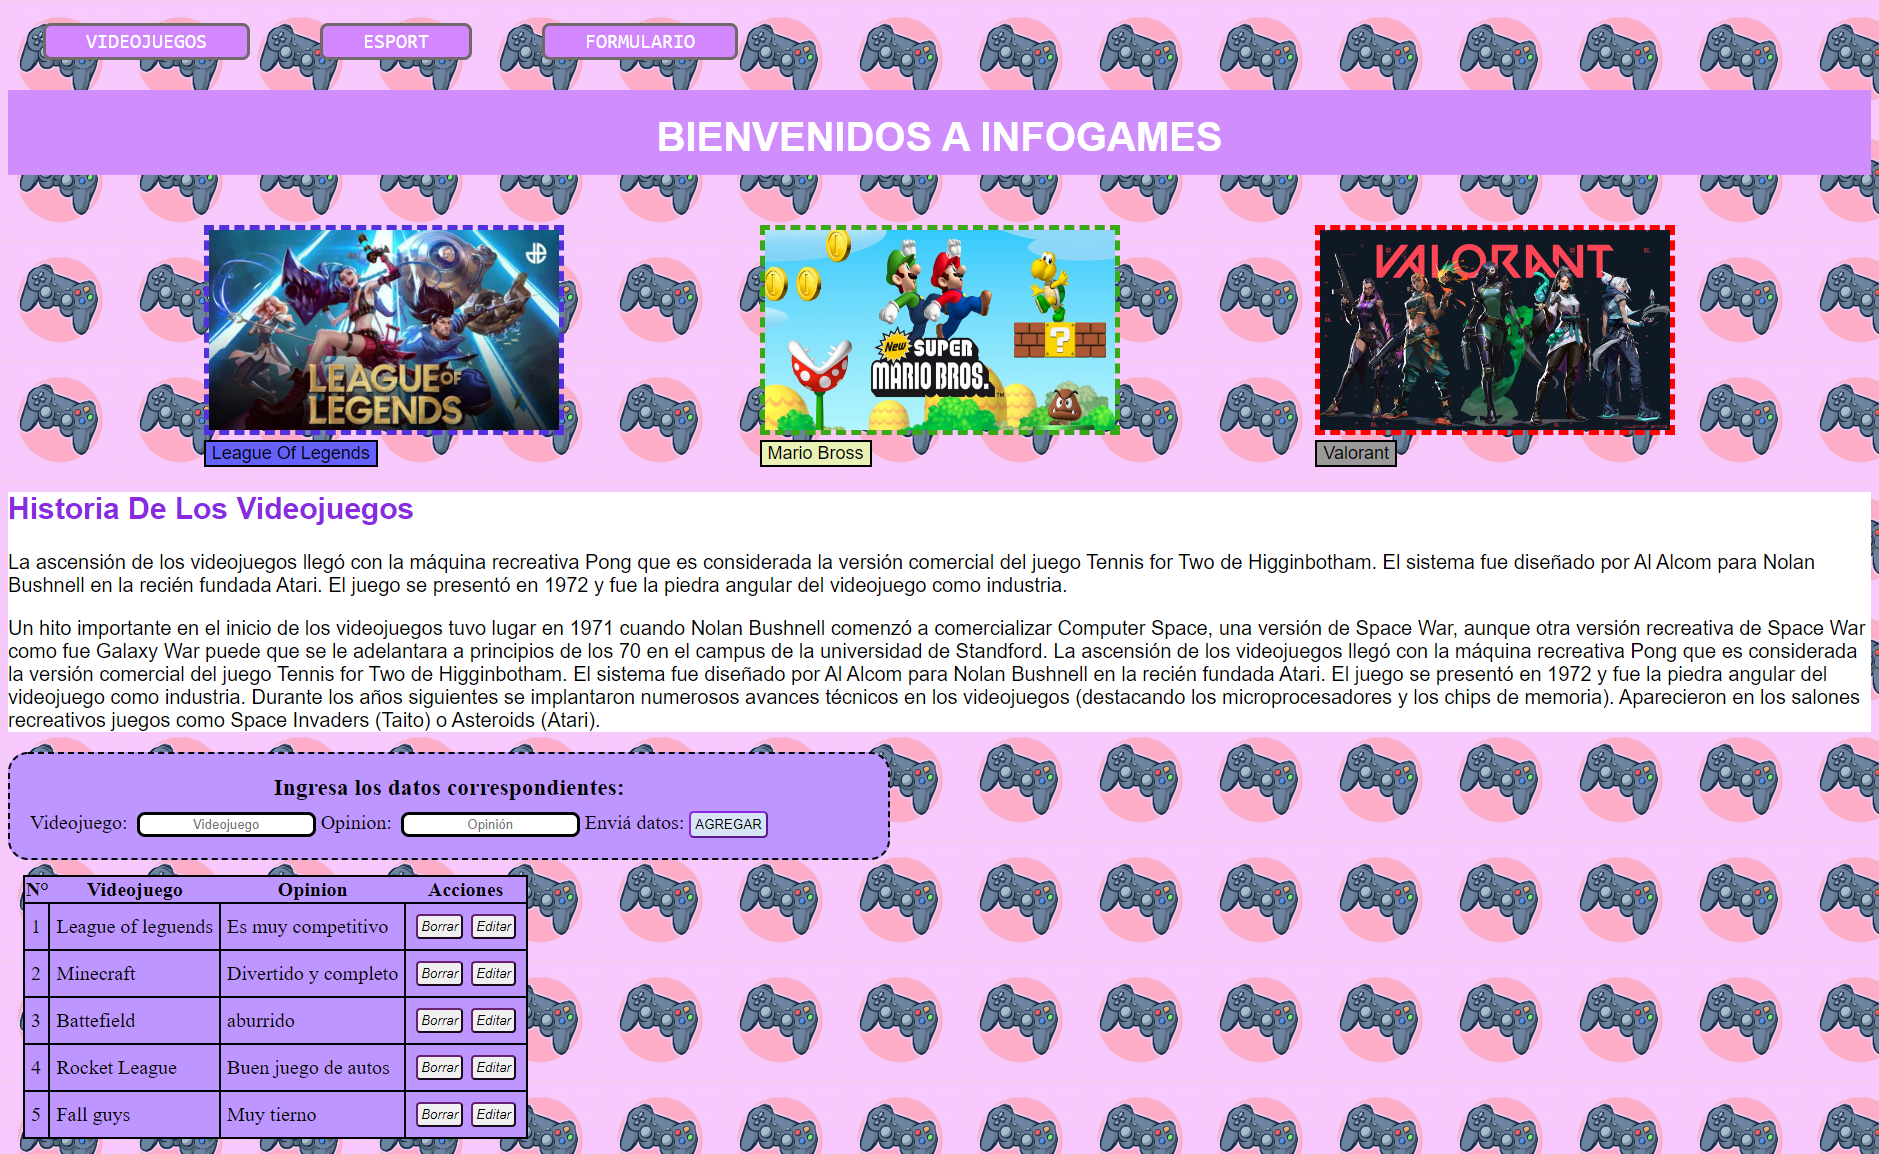 VIDEOJUEGOS ESPORT FORMULARIO
BIENVENIDOS A INFOGAMES
LEAGUE OF
LEGENDS
New SUPER
MARIO BROS.
VALORANT
League Of Legends
Mario Bross
Valorant
Historia De Los Videojuegos
La ascensión de los videojuegos llegó con la máquina recreativa Pong que es considerada la versión comercial del juego Tennis for Two de Higginbotham. El sistema fue diseñado por Al Alcom para Nolan
Bushnell en la recién fundada Atari. El juego se presentó en 1972 y fue la piedra angular del videojuego como industria.
Un hito importante en el inicio de los videojuegos tuvo lugar en 1971 cuando Nolan Bushnell comenzó a comercializar Computer Space, una versión de Space War, aunque otra versión recreativa de Space War
como fue Galaxy War puede que se le adelantara a principios de los 70 en el campus de la universidad de Standford. La ascensión de los videojuegos llegó con la máquina recreativa Pong que es considerada
la versión comercial del juego Tennis for Two de Higginbotham. El sistema fue diseñado por Al Alcom para Nolan Bushnell en la recién fundada Atari. El juego se presentó en 1972 y fue la piedra angular del
videojuego como industria. Durante los años siguientes se implantaron numerosos avances técnicos en los videojuegos (destacando los microprocesadores y los chips de memoria). Aparecieron en los salones
recreativos juegos como Space Invaders (Taito) o Asteroids (Atari).
Ingresa los datos correspondientes:
Videojuego: Videojuego Opinion: Opinión Enviá datos: AGREGAR
N° Videojuego Opinion Acciones
1 League of leguends Es muy competitivo Borrar Editar
2 Minecraft Divertido y completo Borrar Editar
3 Battefield aburrido Borrar Editar
4 Rocket League Buen juego de autos Borrar Editar
5 Fall guys Muy tierno Borrar Editar